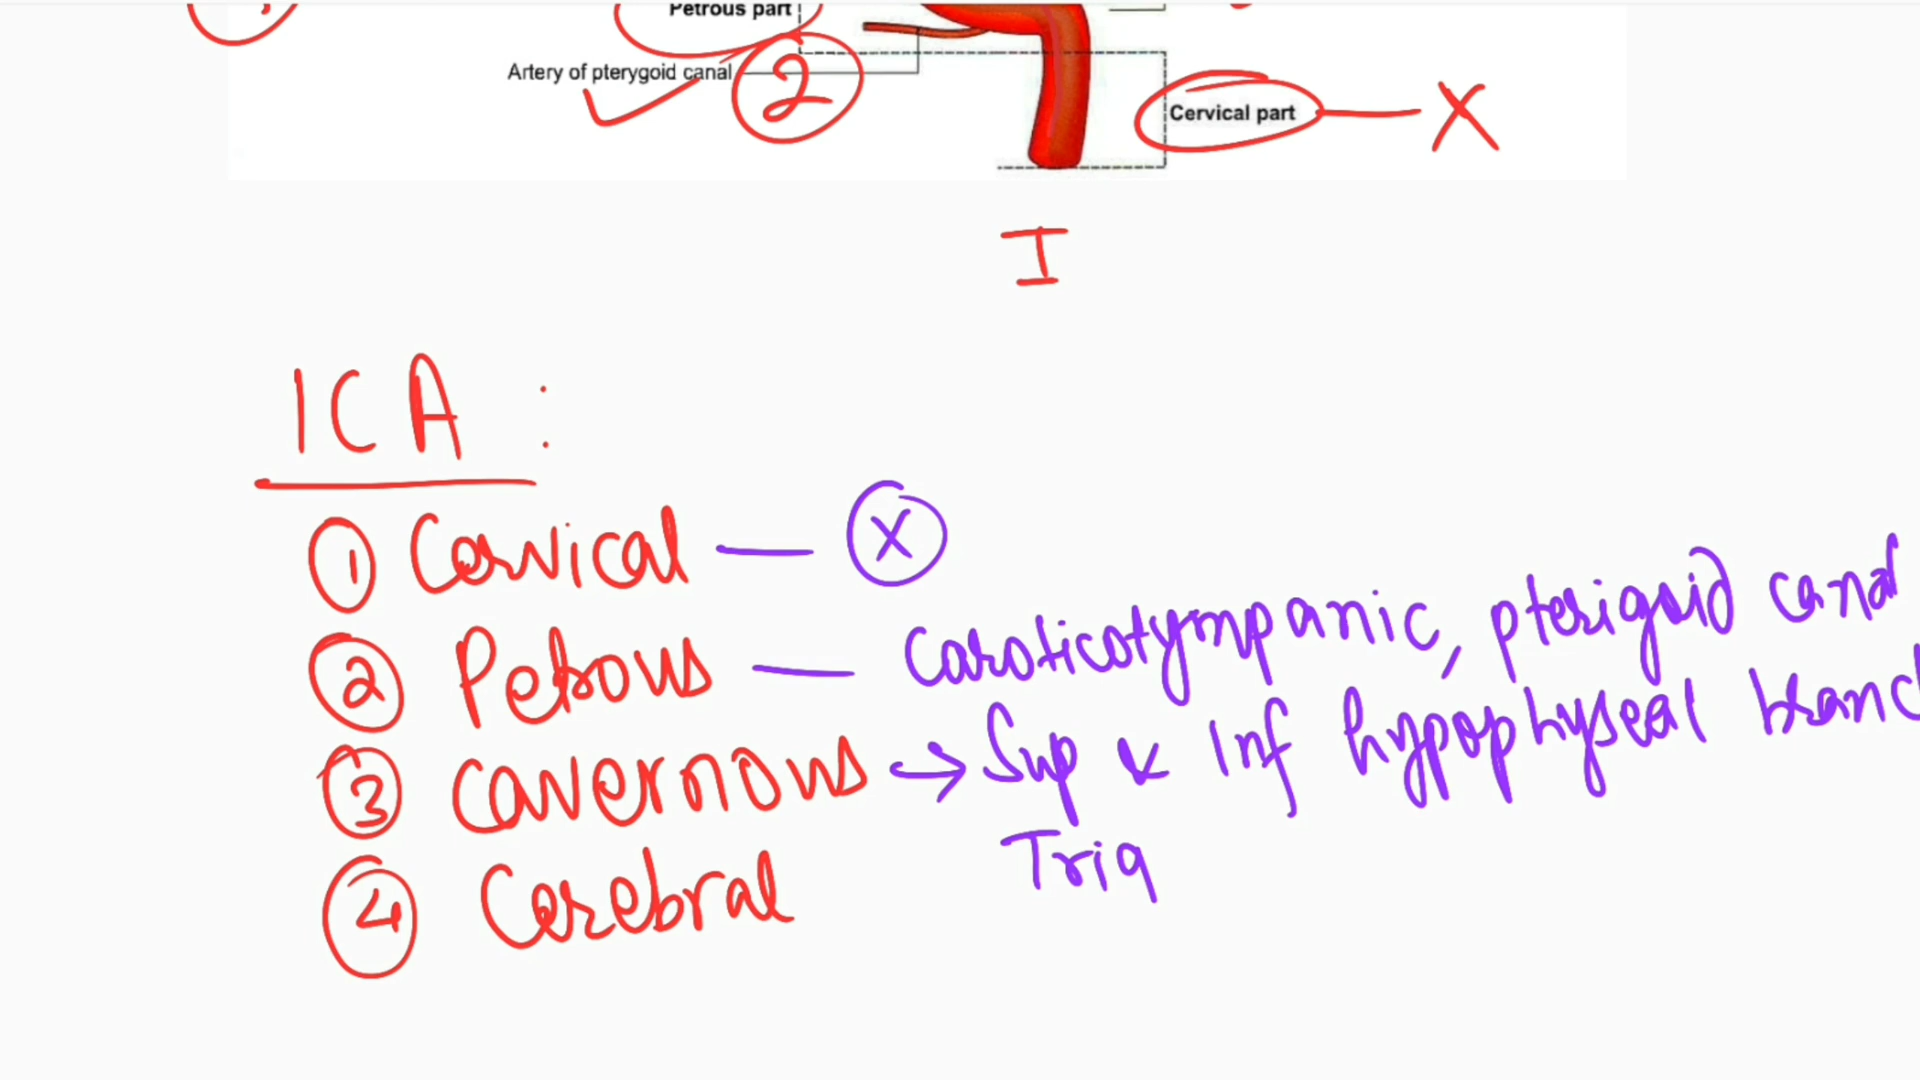 Petrous part
Artery of pterygoid canal
2
Cervical part — X
I
ICA :
① Cervical — X
② Petrous — Caroticotympanic, pterigoid canal
③ Cavernous → Sup & Inf hypophyseal branc
Trig
④ Cerebral